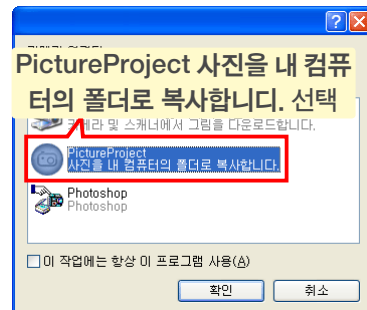 PictureProject 사진을 내 컴퓨
터의 폴더로 복사합니디. 선택
카메라 및 스캐너에서 그림을 다운로드합니다.
PictureProject
사진을 내 컴퓨터의 폴더로 복사합니다.
Photoshop
Photoshop
이 작업에는 항상 이 프로그램 사용(A)
확인 취소